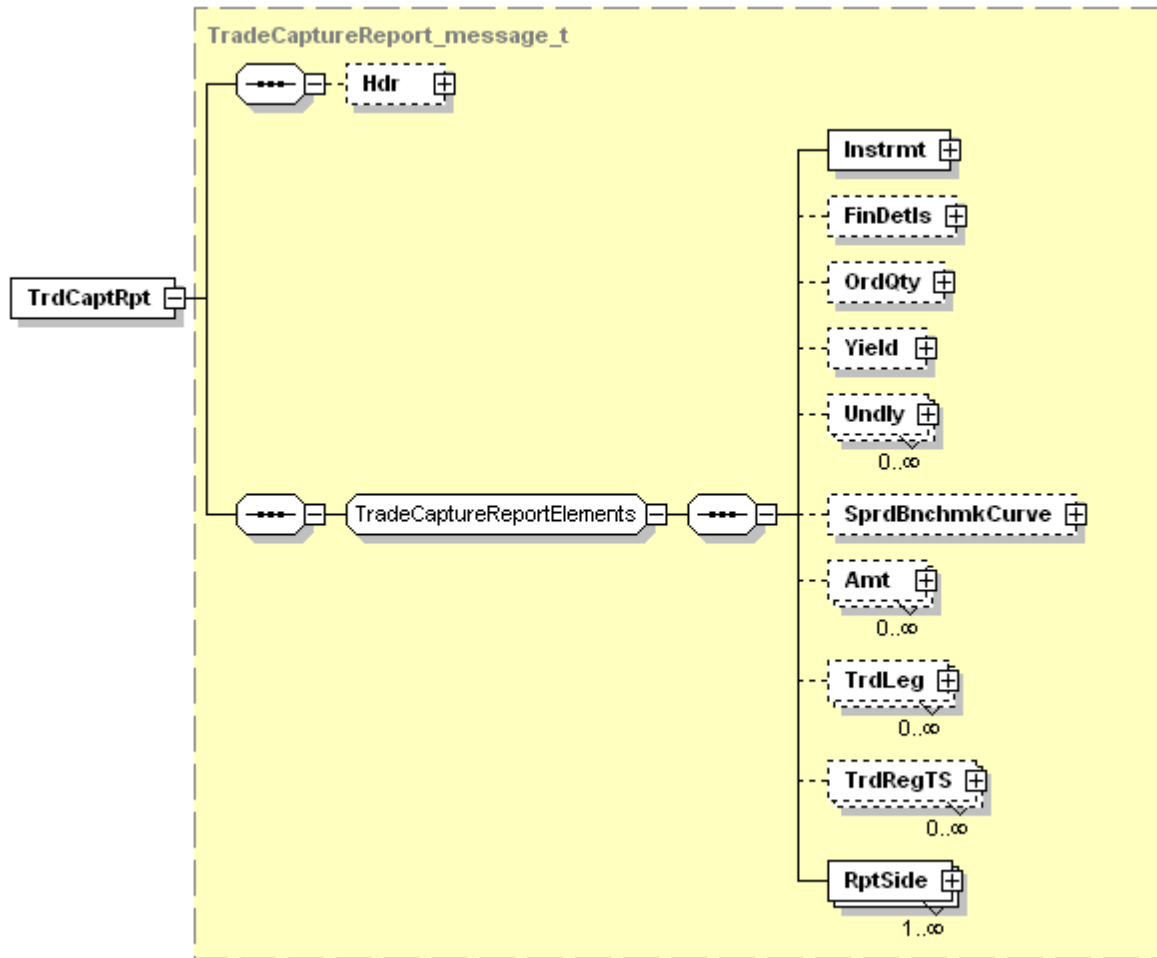 TradeCaptureReport_message_t
Hdr
Instrmt
FinDetls
OrdQty
TrdCaptRpt
Yield
Undly
0..∞
TradeCaptureReportElements
SprdBnchmkCurve
Amt
0..∞
TrdLeg
0..∞
TrdRegTS
0..∞
RptSide
1..∞